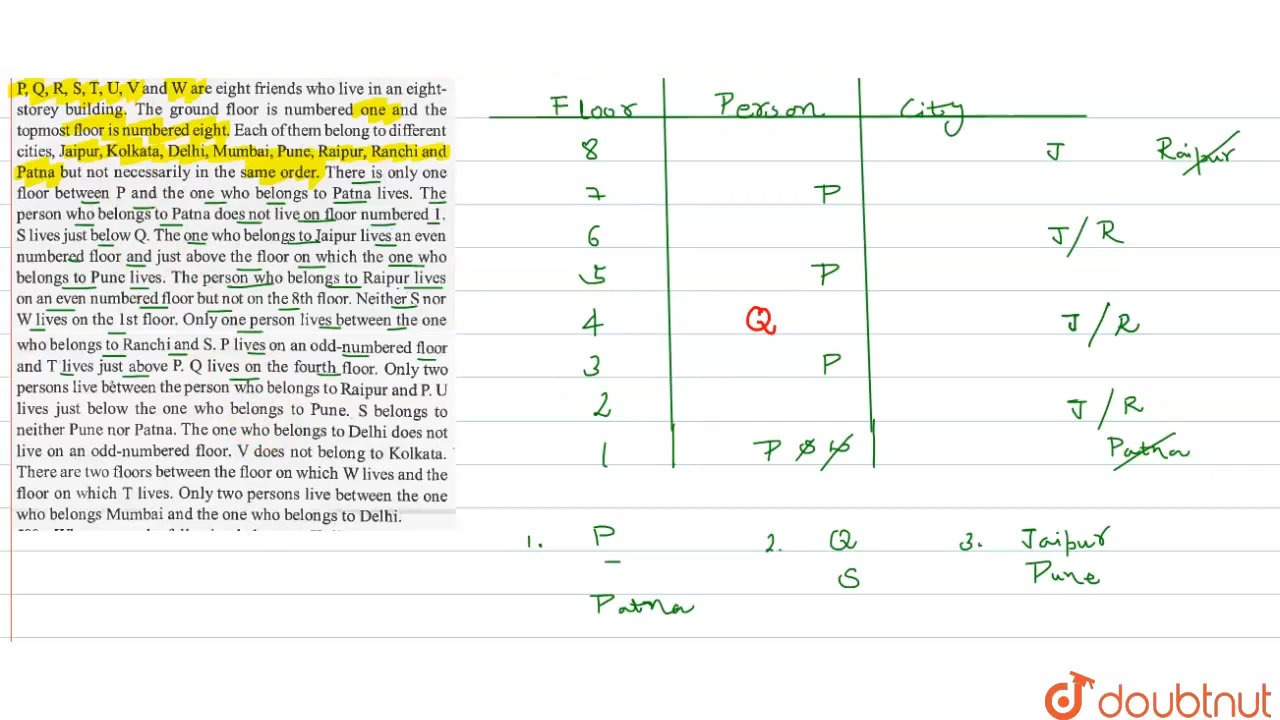 P, Q, R, S, T, U, V and W are eight friends who live in an eight-
storey building. The ground floor is numbered one and the
topmost floor is numbered eight. Each of them belong to different
cities, Jaipur, Kolkata, Delhi, Mumbai, Pune, Raipur, Ranchi and
Patna but not necessarily in the same order. There is only one
floor between P and the one who belongs to Patna lives. The
person who belongs to Patna does not live on floor numbered 1.
S lives just below Q. The one who belongs to Jaipur lives an even
numbered floor and just above the floor on which the one who
belongs to Pune lives. The person who belongs to Raipur lives
on an even numbered floor but not on the 8th floor. Neither S nor
W lives on the 1st floor. Only one person lives between the one
who belongs to Ranchi and S. P lives on an odd-numbered floor
and T lives just above P. Q lives on the fourth floor. Only two
persons live between the person who belongs to Raipur and P. U
lives just below the one who belongs to Pune. S belongs to
neither Pune nor Patna. The one who belongs to Delhi does not
live on an odd-numbered floor. V does not belong to Kolkata.
There are two floors between the floor on which W lives and the
floor on which T lives. Only two persons live between the one
who belongs Mumbai and the one who belongs to Delhi.
Floor Person City
8 J Raipur
7 P
6 J/R
5 P
4 Q J/R
3 P
2 J/R
1 P S W Patna
1. P 2. Q 3. Jaipur
S Pune
Patna
doubtnut